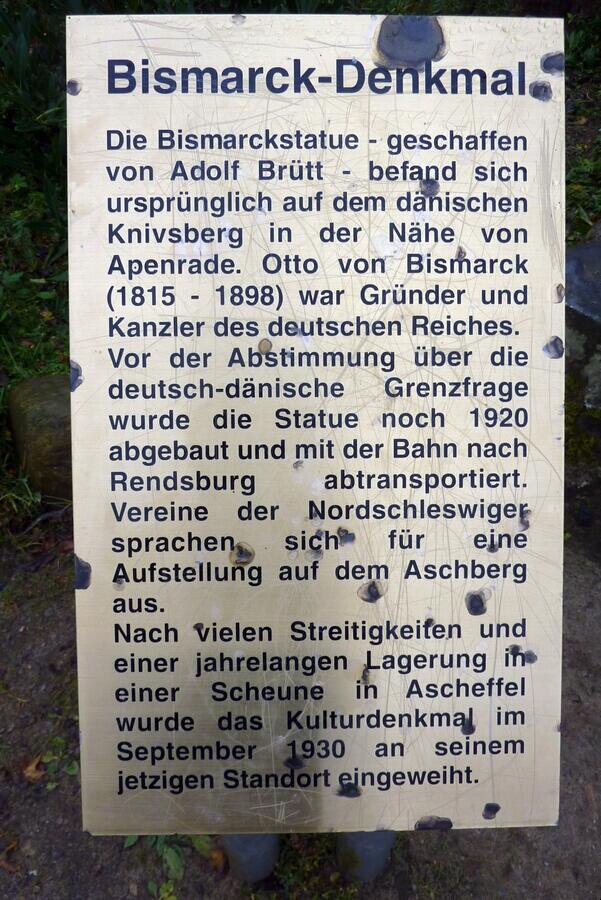 Bismarck-Denkmal
Die Bismarckstatue - geschaffen
von Adolf Brütt - befand sich
ursprünglich auf dem dänischen
Knivsberg in der Nähe von
Apenrade. Otto von Bismarck
(1815 - 1898) war Gründer und
Kanzler des deutschen Reiches.
Vor der Abstimmung über die
deutsch-dänische Grenzfrage
wurde die Statue noch 1920
abgebaut und mit der Bahn nach
Rendsburg abtransportiert.
Vereine der Nordschleswiger
sprachen sich für eine
Aufstellung auf dem Aschberg
aus.
Nach vielen Streitigkeiten und
einer jahrelangen Lagerung in
einer Scheune in Ascheffel
wurde das Kulturdenkmal im
September 1930 an seinem
jetzigen Standort eingeweiht.